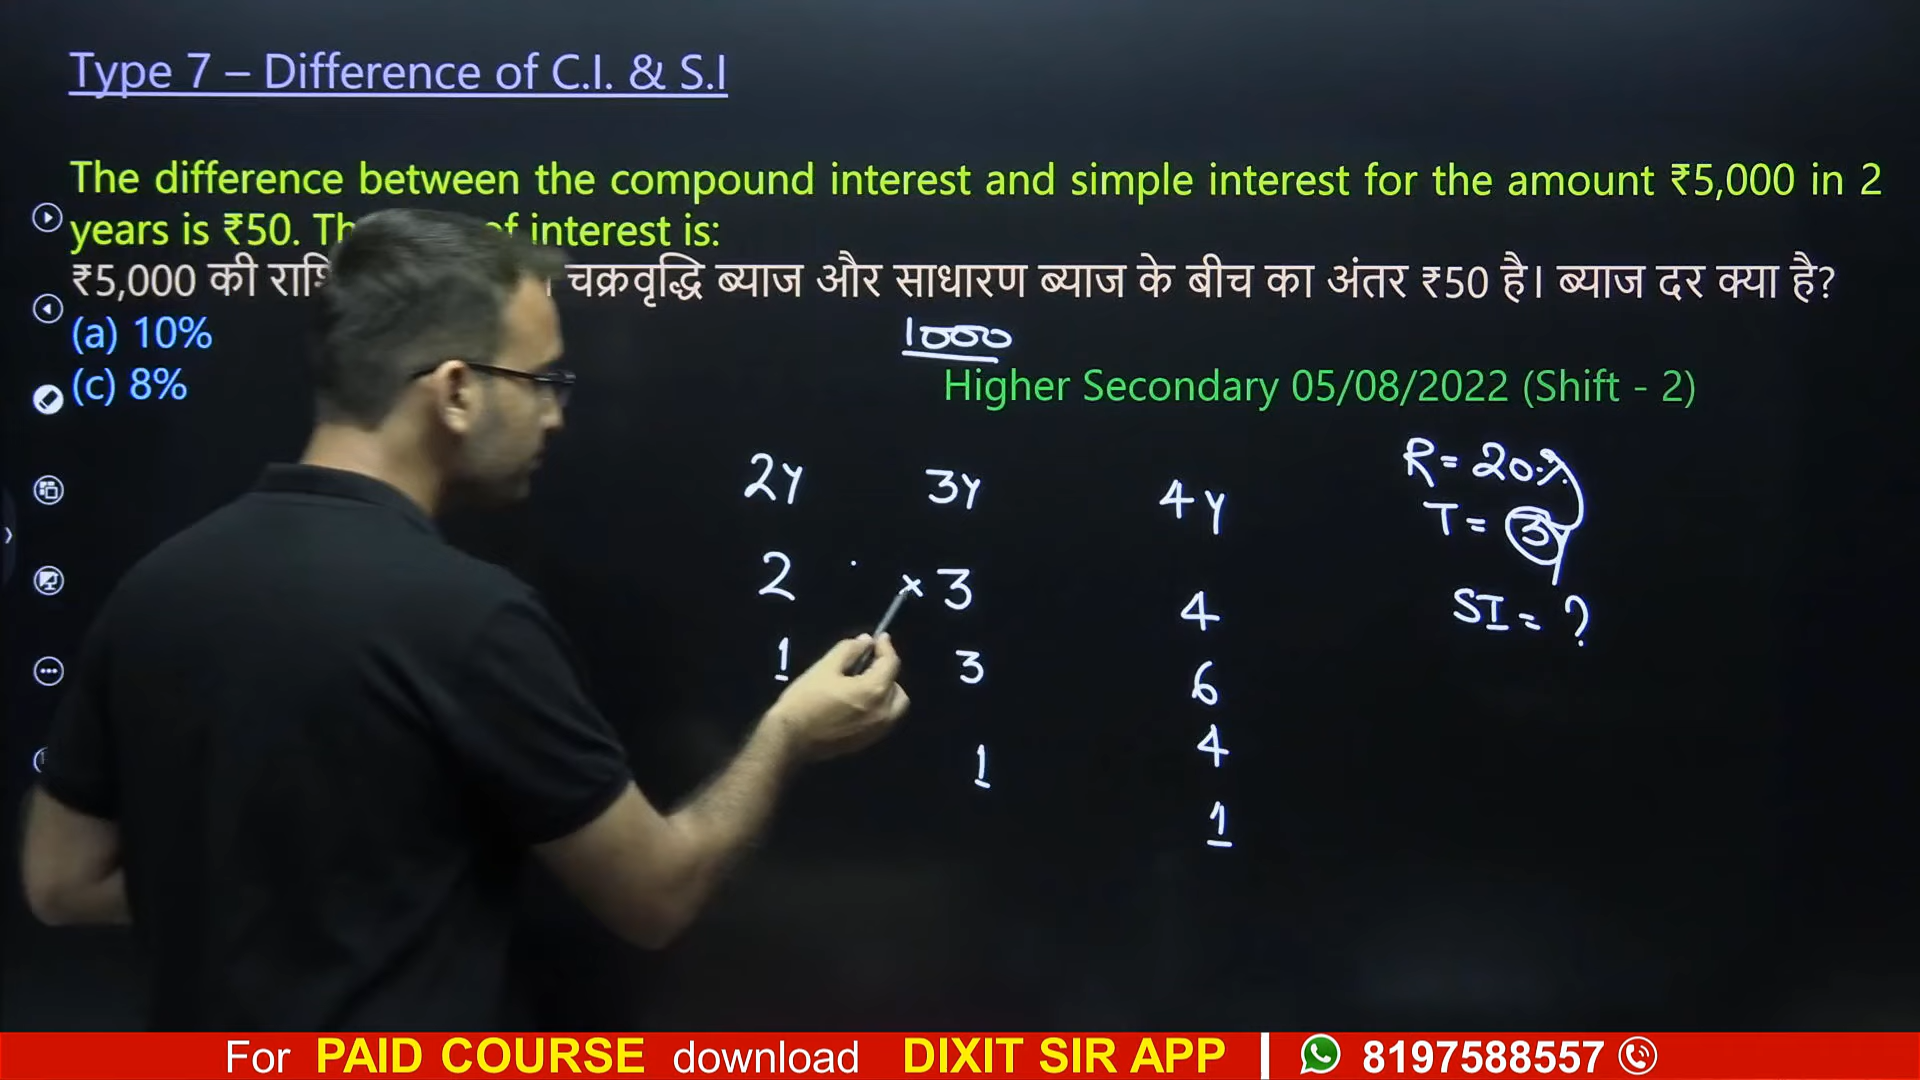 Type 7 – Difference of C.I. & S.I
The difference between the compound interest and simple interest for the amount ₹5,000 in 2
years is ₹50. of interest is:
₹5,000 की चक्रवृद्धि ब्याज और साधारण ब्याज के बीच का अंतर ₹50 है। ब्याज दर क्या है?
(a) 10%
1000
(c) 8%
Higher Secondary 05/08/2022 (Shift - 2)
2y 3y 4y R = 20%
T = 3y
2 × 3 4 SI = ?
1 3 6
1 4
1
For PAID COURSE download DIXIT SIR APP | 8197588557